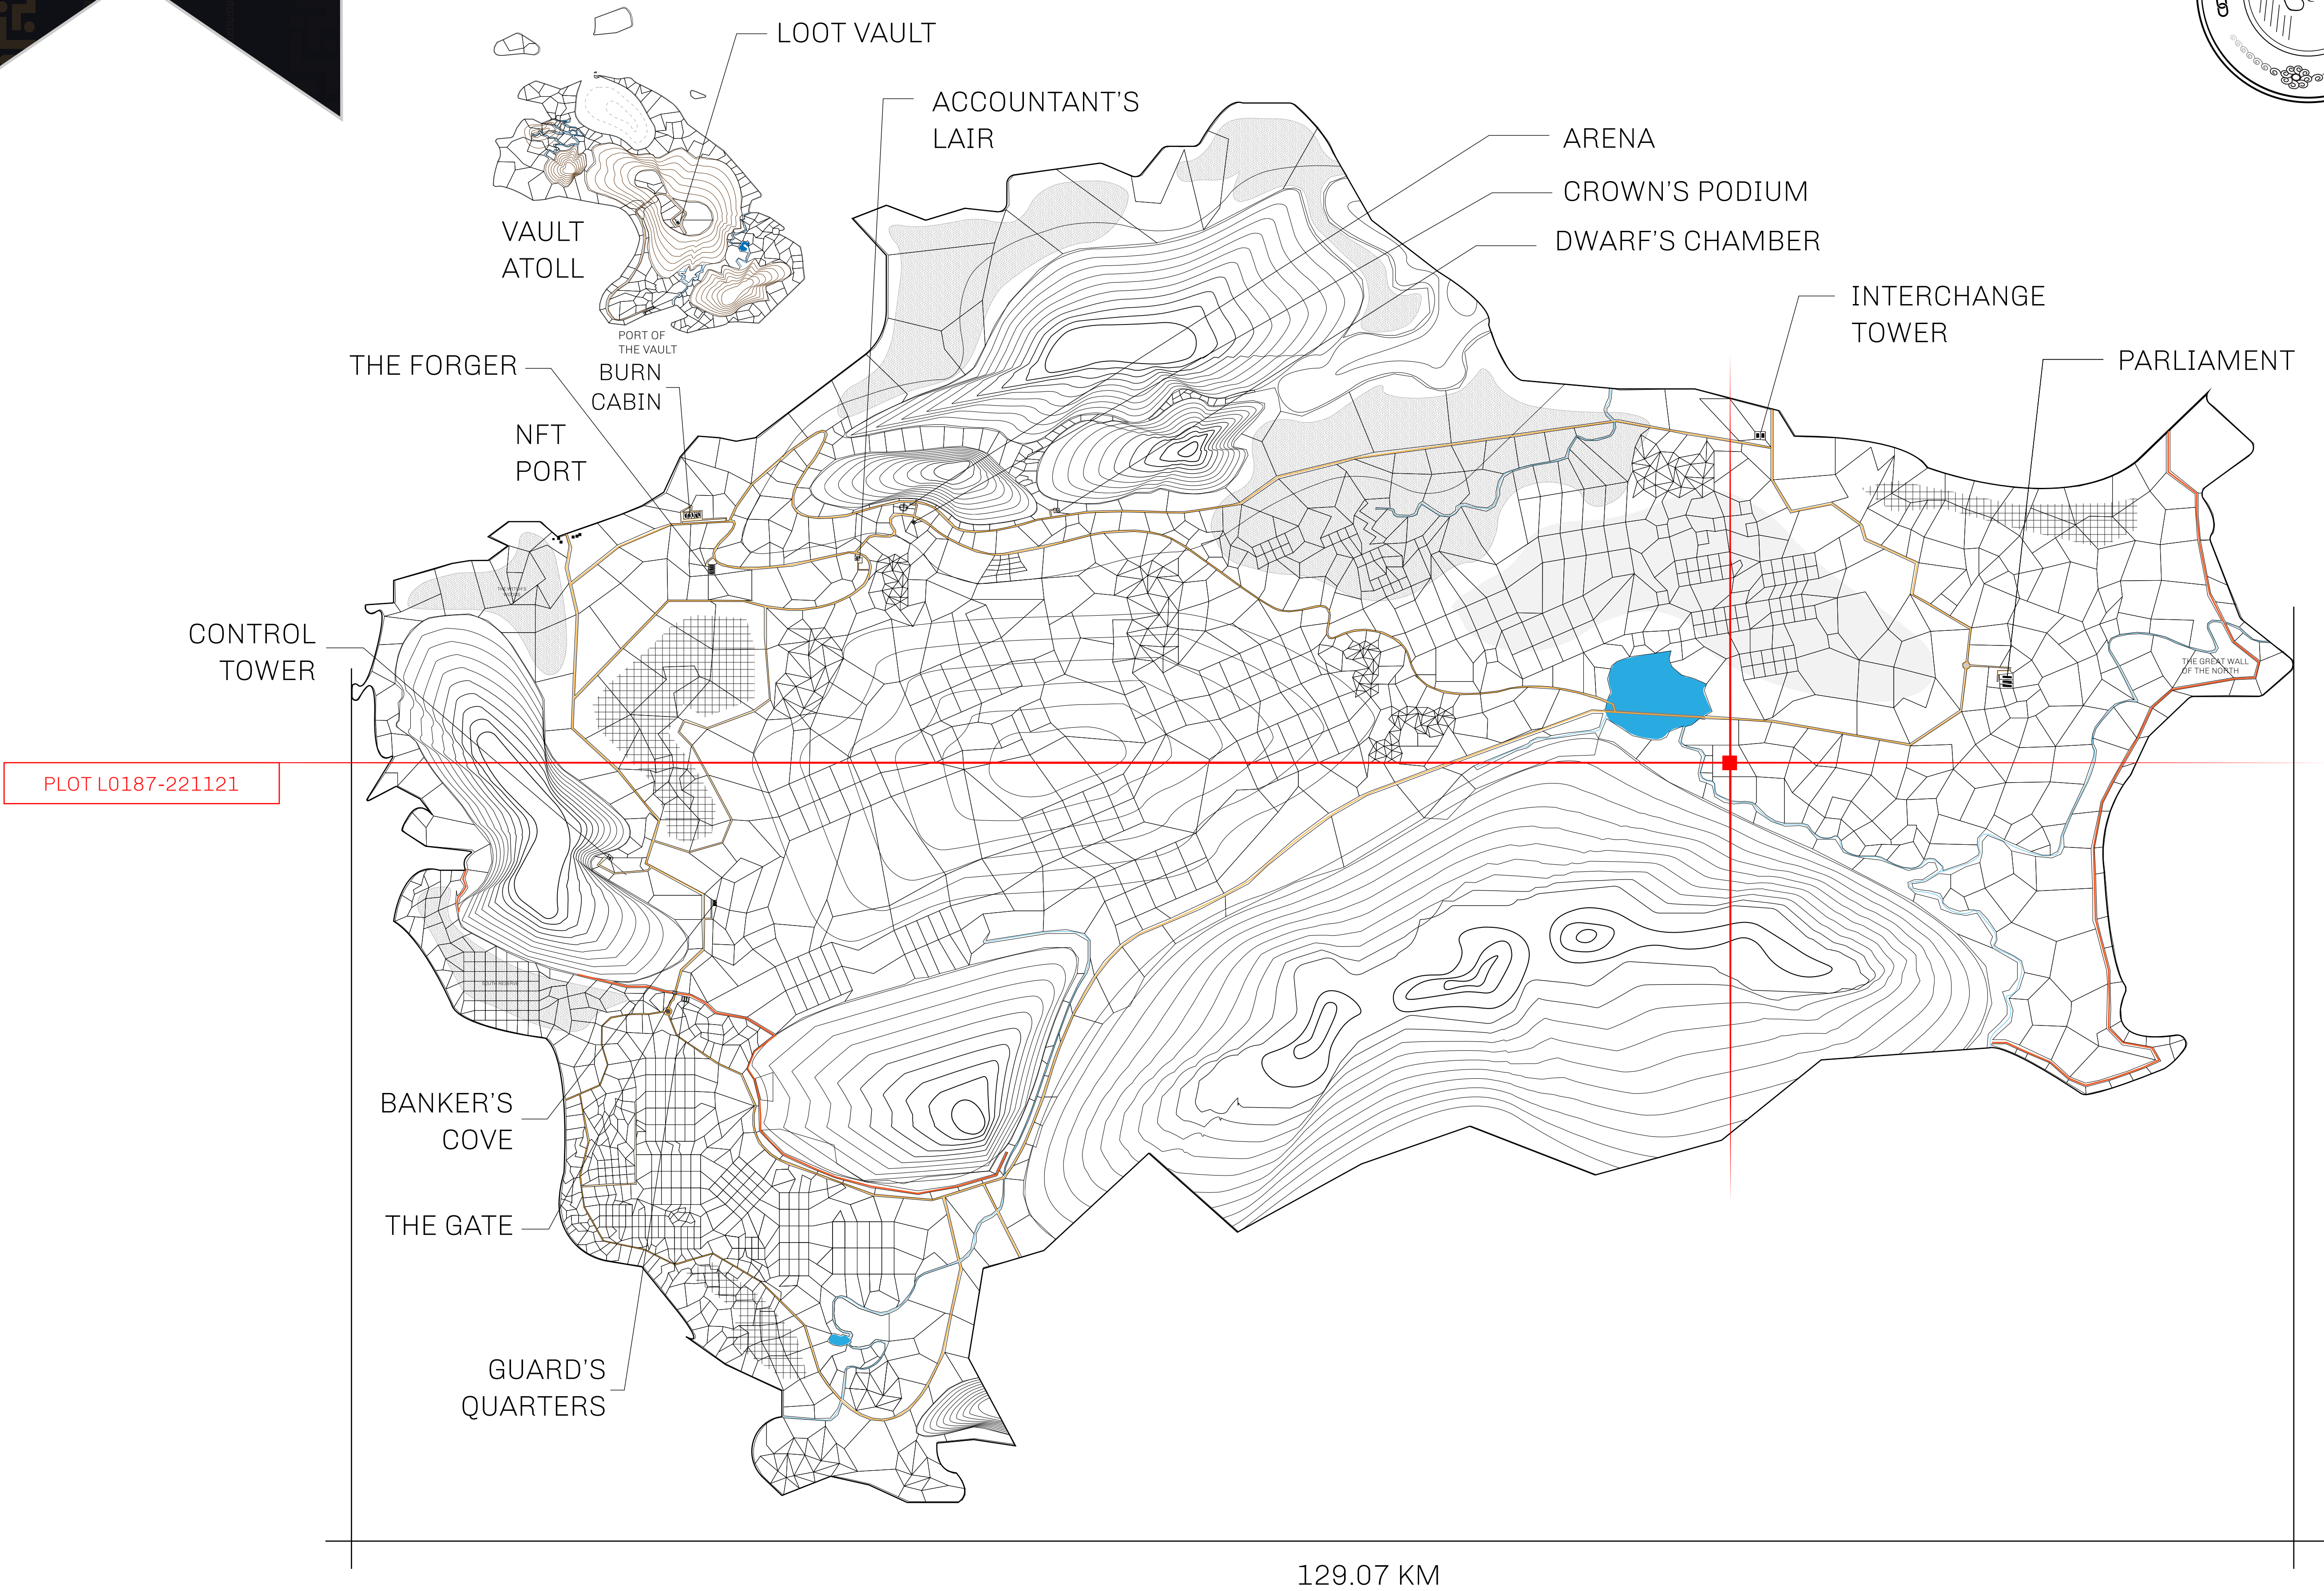 LOOT VAULT
ACCOUNTANT'S
LAIR
ARENA
CROWN'S PODIUM
DWARF'S CHAMBER
VAULT
ATOLL
INTERCHANGE
TOWER
PORT OF
THE VAULT
THE FORGER
BURN
CABIN
PARLIAMENT
NFT
PORT
CONTROL
TOWER
THE GREAT WALL
OF THE NORTH
PLOT L0187-221121
SOUTH RESERVE
BANKER'S
COVE
THE GATE
GUARD'S
QUARTERS
129.07 KM